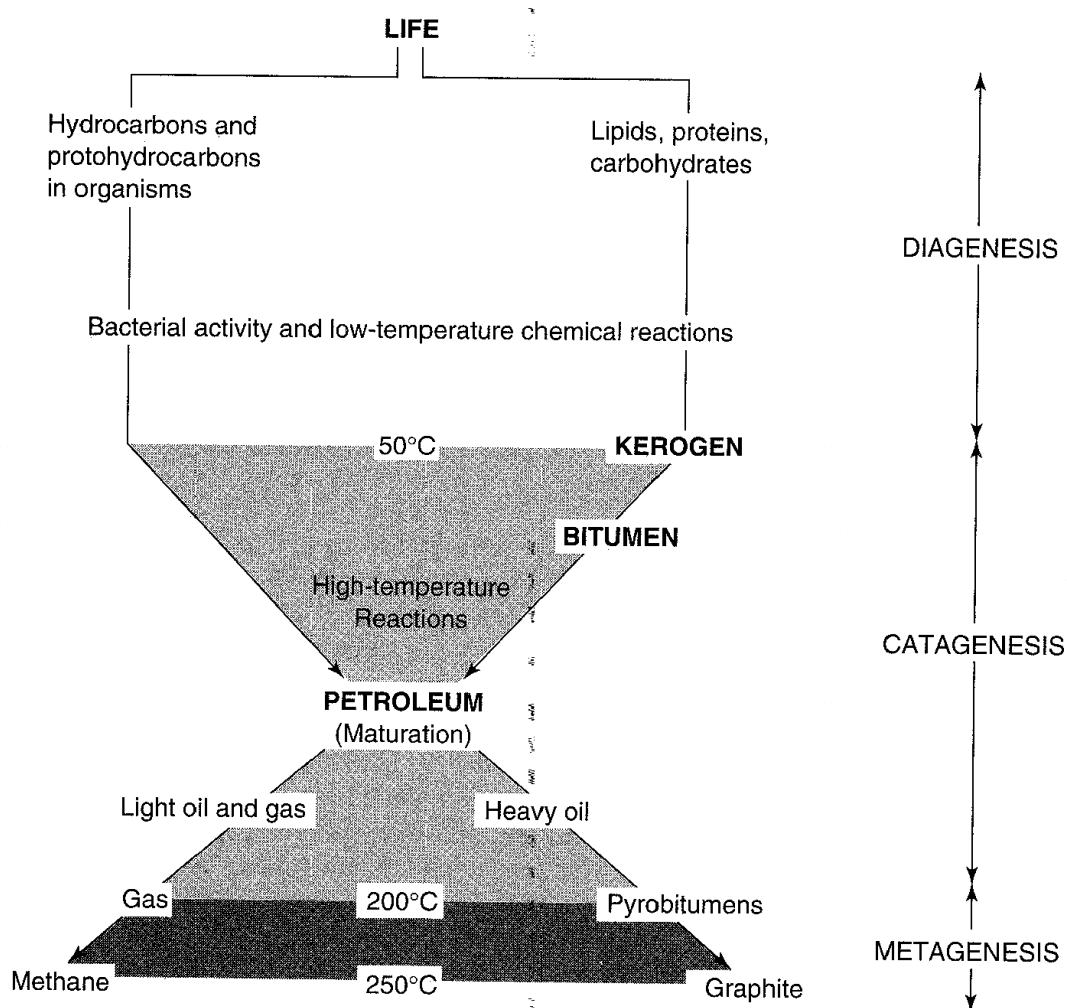 LIFE
Hydrocarbons and
protohydrocarbons
in organisms
Lipids, proteins,
carbohydrates
DIAGENESIS
Bacterial activity and low-temperature chemical reactions
50°C
KEROGEN
BITUMEN
High-temperature
Reactions
CATAGENESIS
PETROLEUM
(Maturation)
Light oil and gas
Heavy oil
Gas
200°C
Pyrobitumens
METAGENESIS
Methane
250°C
Graphite